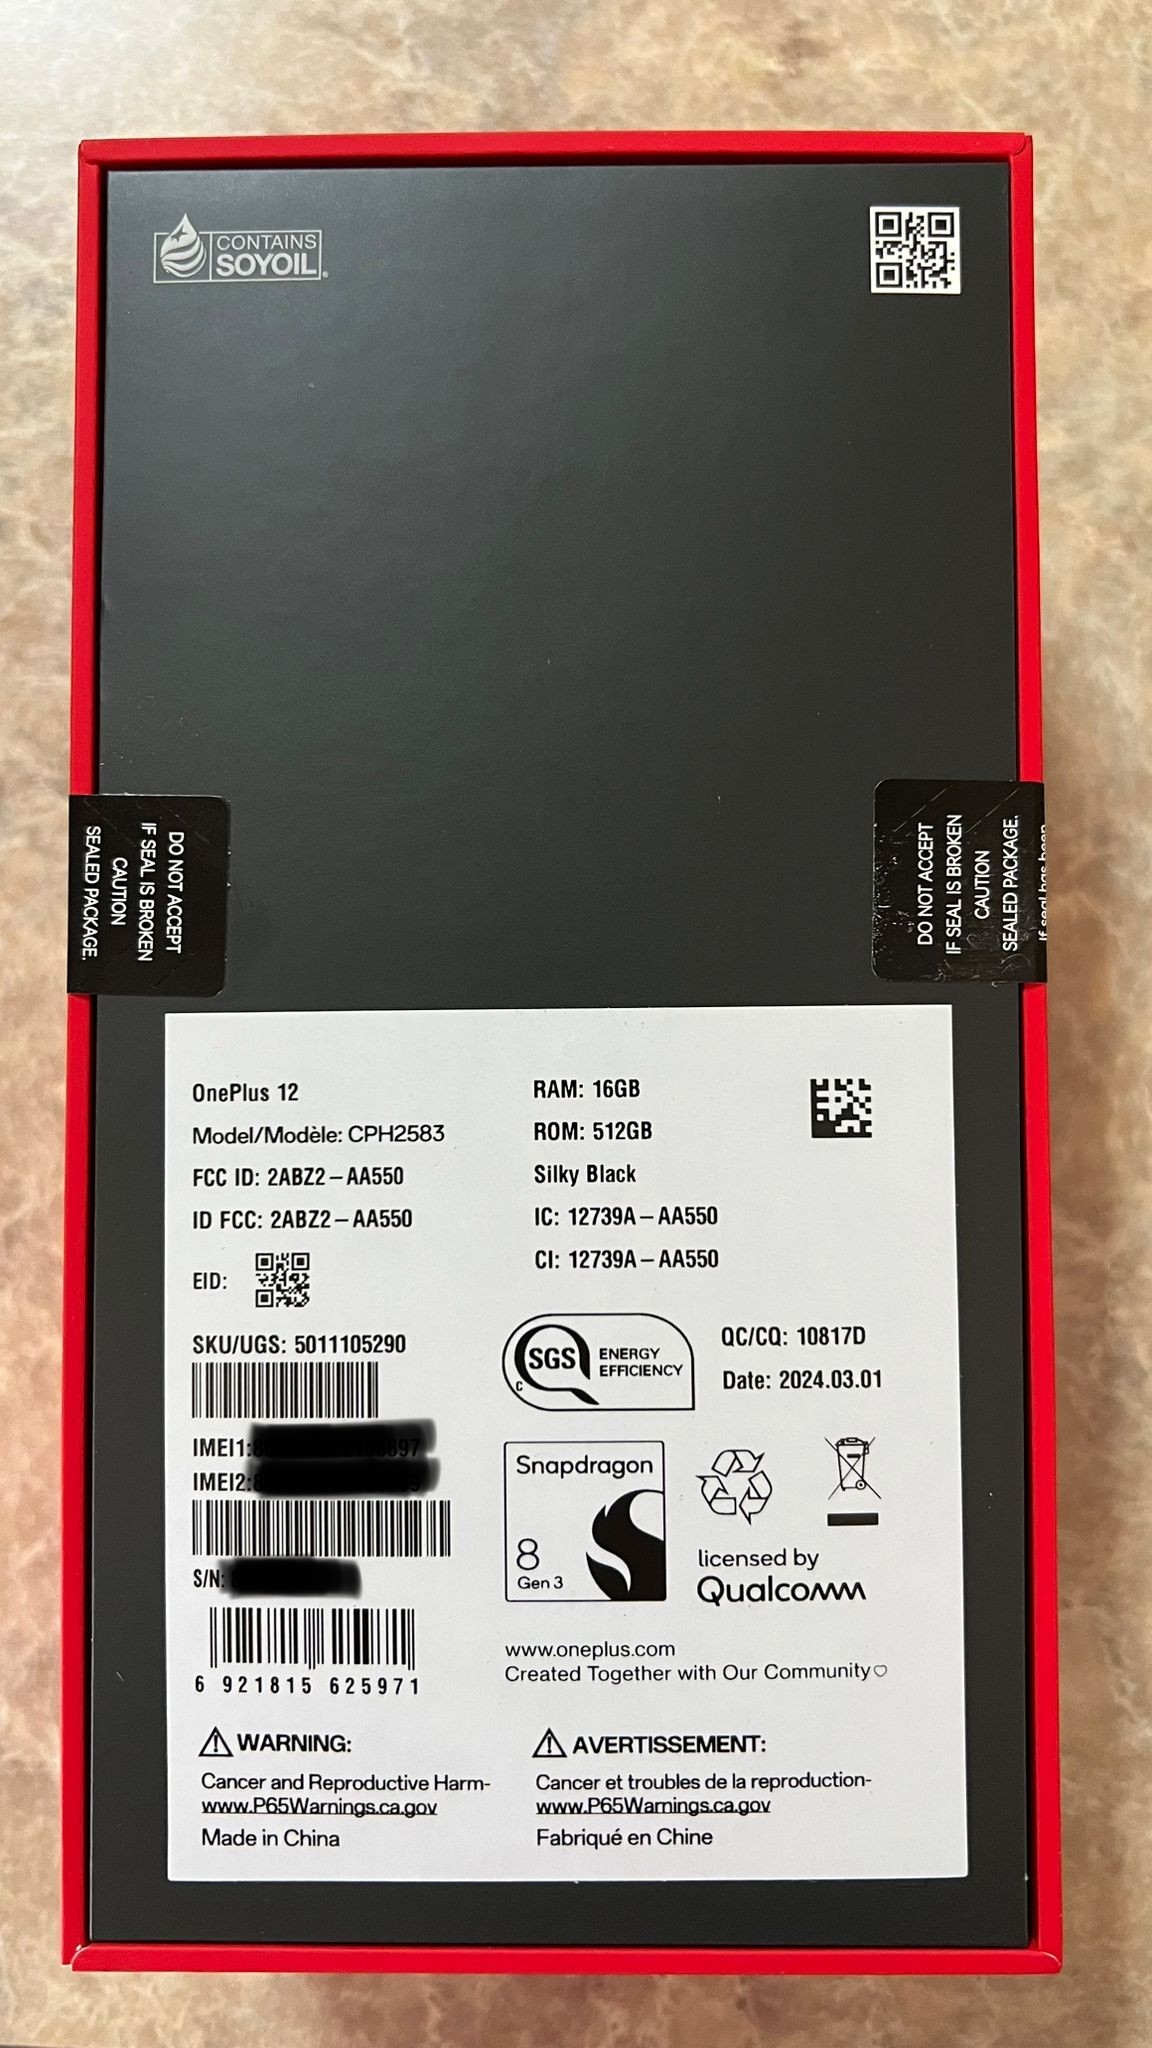 CONTAINS
SOYOIL
DO NOT ACCEPT
IF SEAL IS BROKEN
CAUTION
SEALED PACKAGE.
DO NOT ACCEPT
IF SEAL IS BROKEN
CAUTION
SEALED PACKAGE.
If seal has been
OnePlus 12
Model/Modèle: CPH2583
FCC ID: 2ABZ2-AA550
ID FCC: 2ABZ2-AA550
EID:
SKU/UGS: 5011105290
IMEI1:
IMEI2:
S/N:
6 921815 625971
RAM: 16GB
ROM: 512GB
Silky Black
IC: 12739A-AA550
CI: 12739A-AA550
SGS
C
ENERGY
EFFICIENCY
QC/CQ: 10817D
Date: 2024.03.01
Snapdragon
8
Gen 3
licensed by
Qualcomm
www.oneplus.com
Created Together with Our Community♡
WARNING:
Cancer and Reproductive Harm-
www.P65Warnings.ca.gov
Made in China
AVERTISSEMENT:
Cancer et troubles de la reproduction-
www.P65Warnings.ca.gov
Fabriqué en Chine